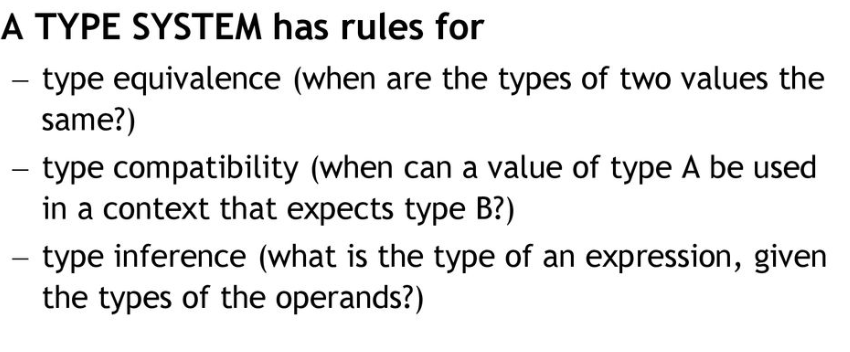 A TYPE SYSTEM has rules for
– type equivalence (when are the types of two values the
same?)
– type compatibility (when can a value of type A be used
in a context that expects type B?)
– type inference (what is the type of an expression, given
the types of the operands?)